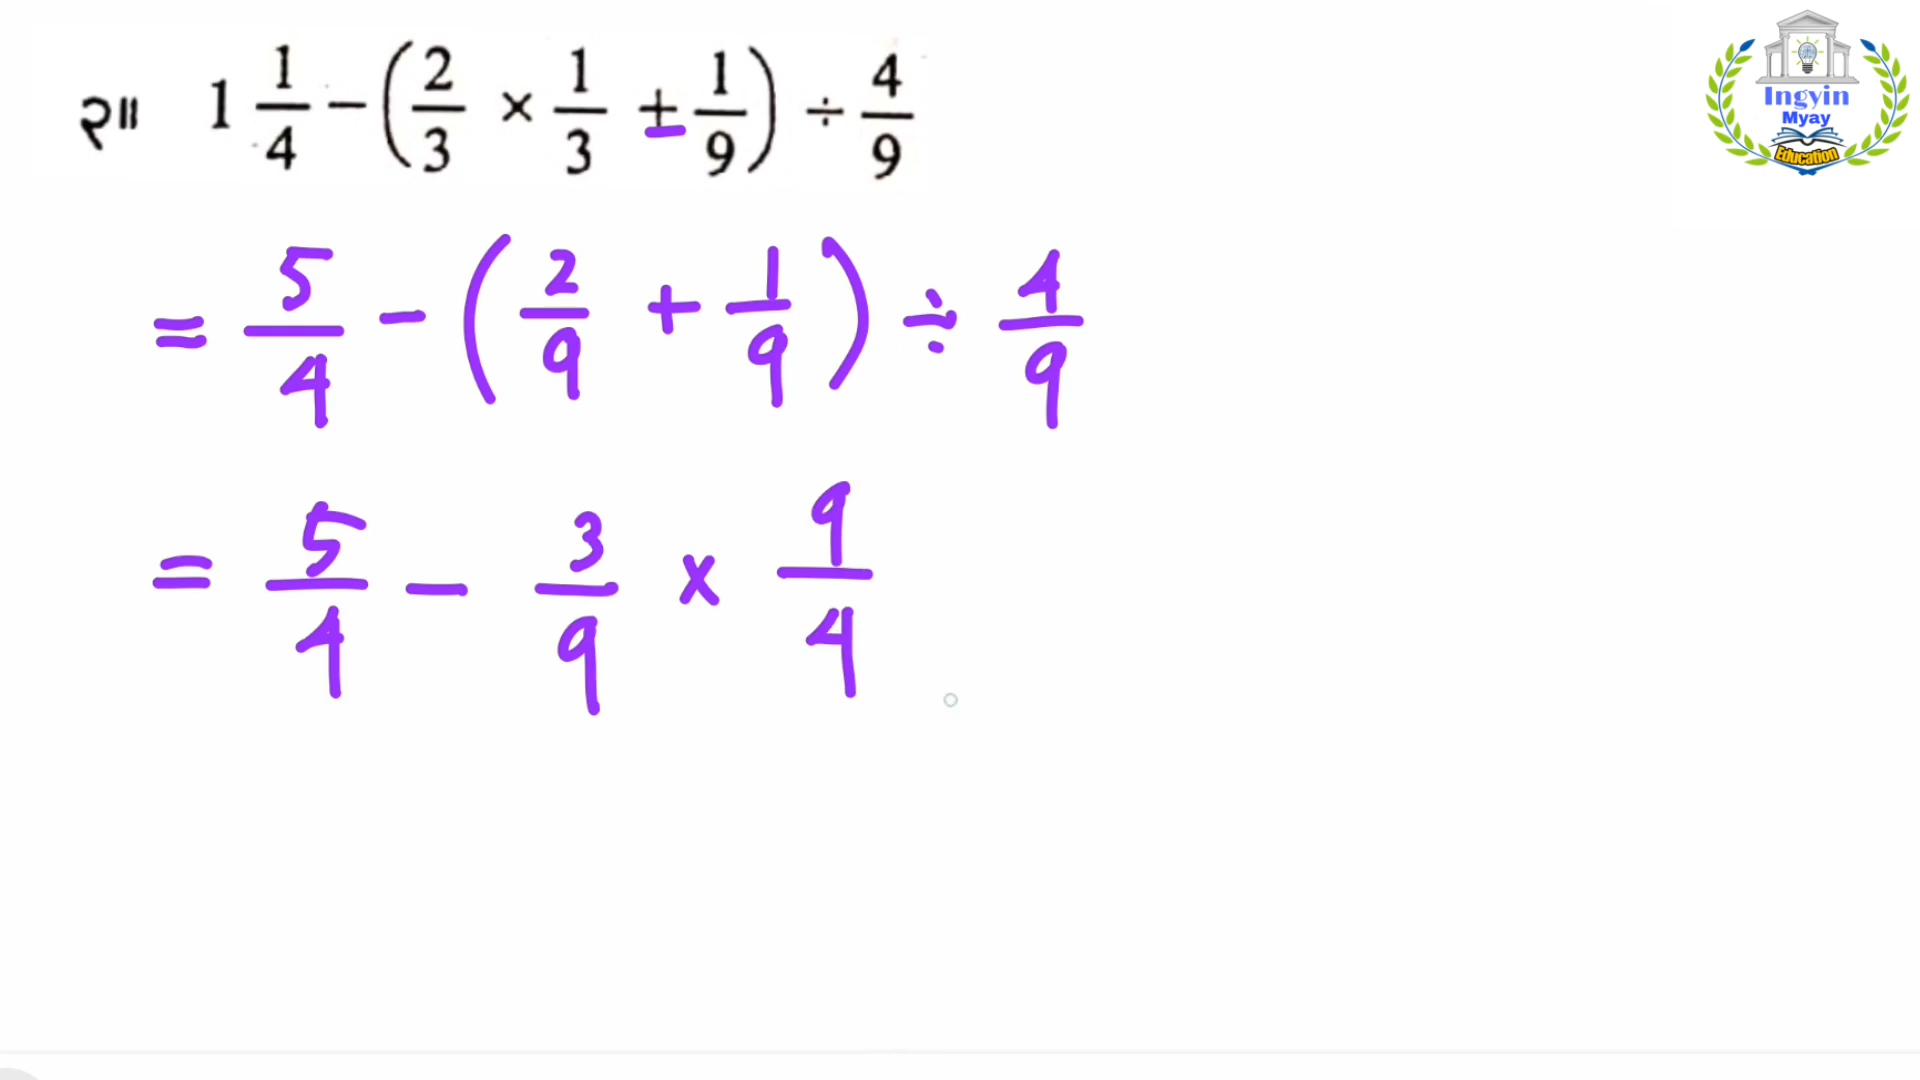 ၃။ 1 1/4 − (2/3 × 1/3 + 1/9) ÷ 4/9
= 5/4 − (2/9 + 1/9) ÷ 4/9
= 5/4 − 3/9 × 9/4
Ingyin
Myay
Education